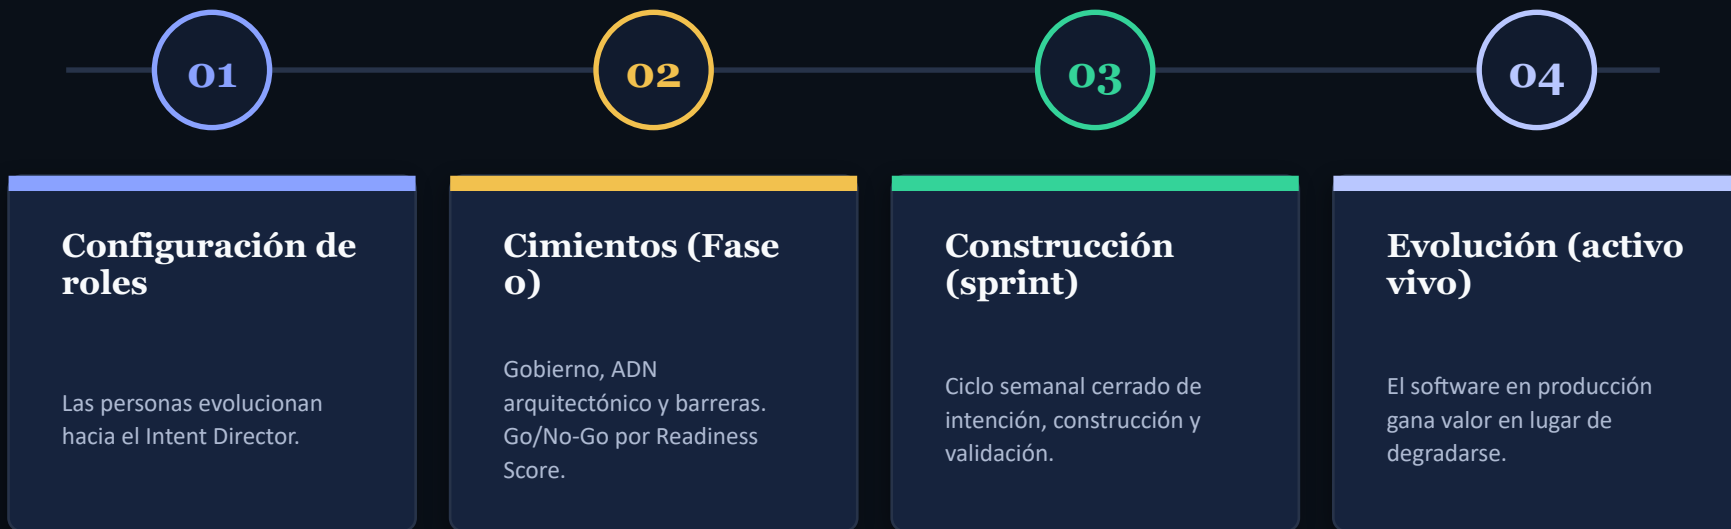 01
02
03
04
Configuración de
roles
Las personas evolucionan
hacia el Intent Director.
Cimientos (Fase
0)
Gobierno, ADN
arquitectónico y barreras.
Go/No-Go por Readiness
Score.
Construcción
(sprint)
Ciclo semanal cerrado de
intención, construcción y
validación.
Evolución (activo
vivo)
El software en producción
gana valor en lugar de
degradarse.